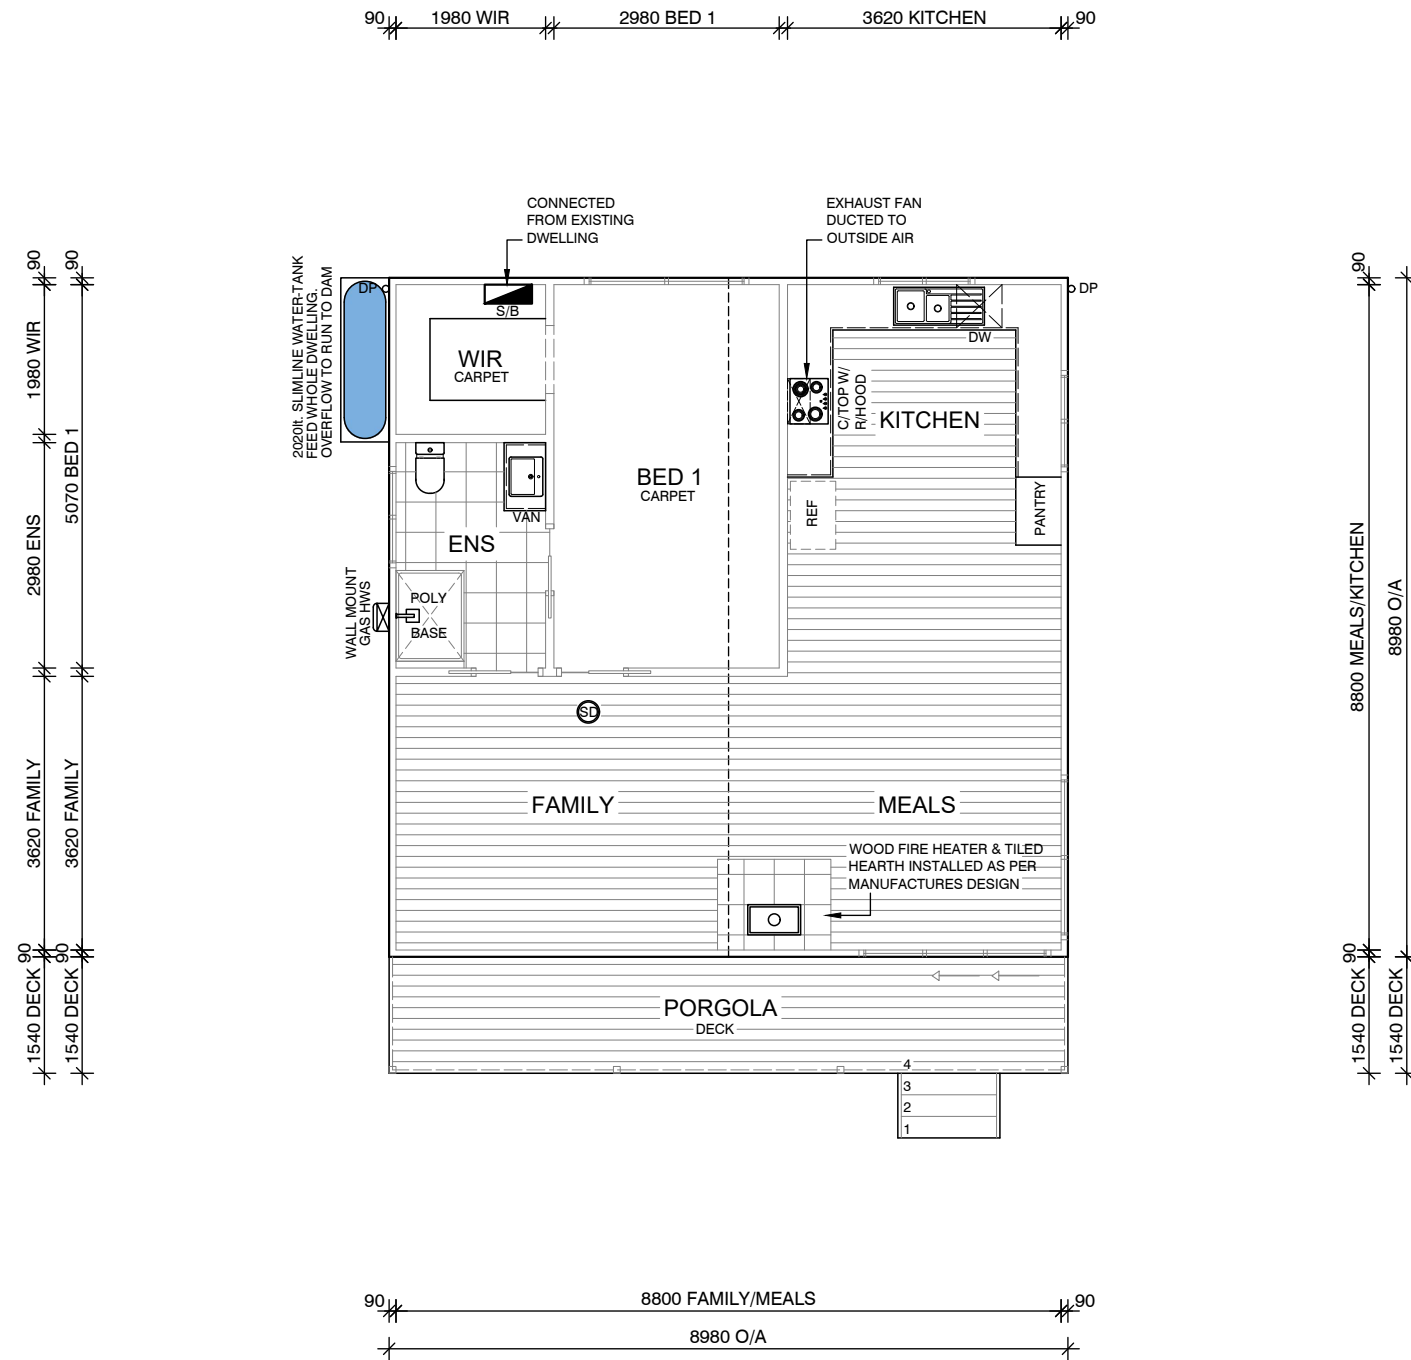 90
1980 WIR
2980 BED 1
3620 KITCHEN
90
CONNECTED
FROM EXISTING
DWELLING
EXHAUST FAN
DUCTED TO
OUTSIDE AIR
90
1980 WIR
2980 ENS
3620 FAMILY
90
1540 DECK
90
5070 BED 1
3620 FAMILY
90
1540 DECK
2020lt. SLIMLINE WATER-TANK
FEED WHOLE DWELLING.
OVERFLOW TO RUN TO DAM
DP
S/B
WIR
CARPET
DP
DW
C/TOP W/
R/HOOD
KITCHEN
BED 1
CARPET
REF
PANTRY
VAN
ENS
WALL MOUNT
GAS HWS
POLY
BASE
SD
FAMILY
MEALS
WOOD FIRE HEATER & TILED
HEARTH INSTALLED AS PER
MANUFACTURES DESIGN
PORGOLA
DECK
4
3
2
1
90
8800 MEALS/KITCHEN
90
1540 DECK
8980 O/A
1540 DECK
90
8800 FAMILY/MEALS
90
8980 O/A